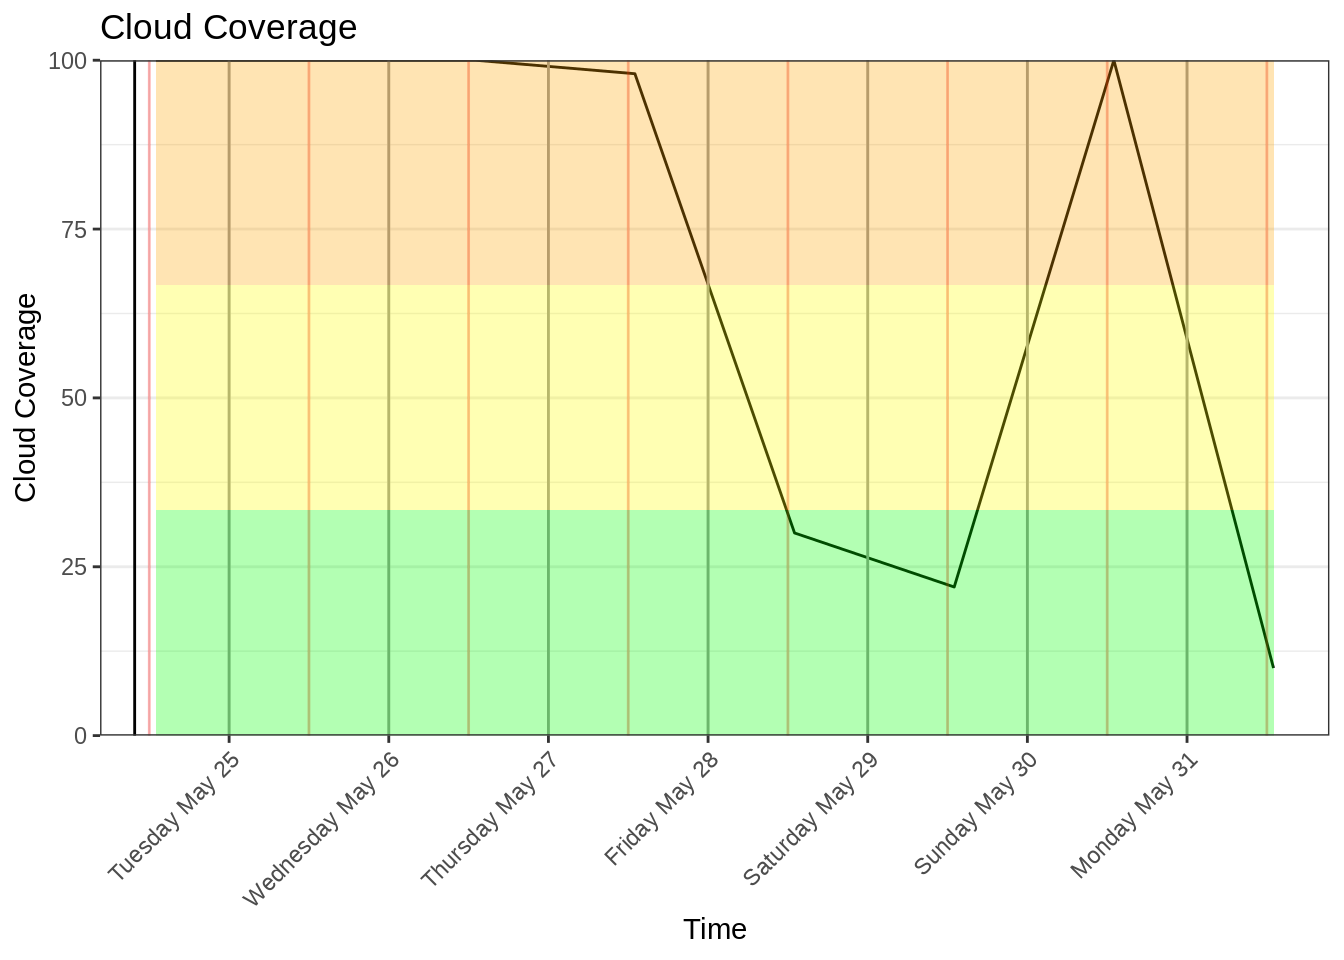 Cloud Coverage
100
75
50
25
0
Cloud Coverage
Tuesday May 25
Wednesday May 26
Thursday May 27
Friday May 28
Saturday May 29
Sunday May 30
Monday May 31
Time